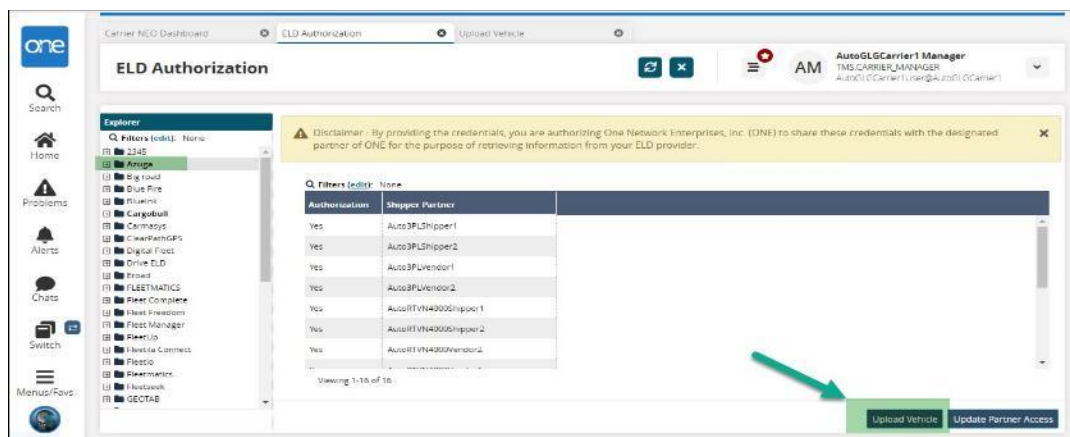 one
Search
Home
Problems
Alerts
Chats
Switch
Menus/Favs
Carrier NEO Dashboard
ELD Authorization
Upload Vehicle
ELD Authorization
AM
AutoGLGCarrier1 Manager
TMS.CARRIER_MANAGER
Explorer
Filters (edit): None
2345
Azuga
Big road
Blue Fire
BlueInk
Cargobull
Carmasys
ClearPathGPS
Digital Fleet
Drive ELD
Eroad
FLEETMATICS
Fleet Complete
Fleet Freedom
Fleet Manager
FleetUp
Fleetilla Connect
Fleetio
Fleetmatics
Fleetseek
GEOTAB
Disclaimer - By providing the credentials, you are authorizing One Network Enterprises, Inc. (ONE) to share these credentials with the designated
partner of ONE for the purpose of retrieving information from your ELD provider.
Filters (edit): None
Authorization Shipper Partner
Yes Auto3PLShipper1
Yes Auto3PLShipper2
Yes Auto3PLVendor1
Yes Auto3PLVendor2
Yes AutoRTVN4000Shipper1
Yes AutoRTVN4000Shipper2
Yes AutoRTVN4000Vendor2
Viewing 1-16 of 16
Upload Vehicle Update Partner Access